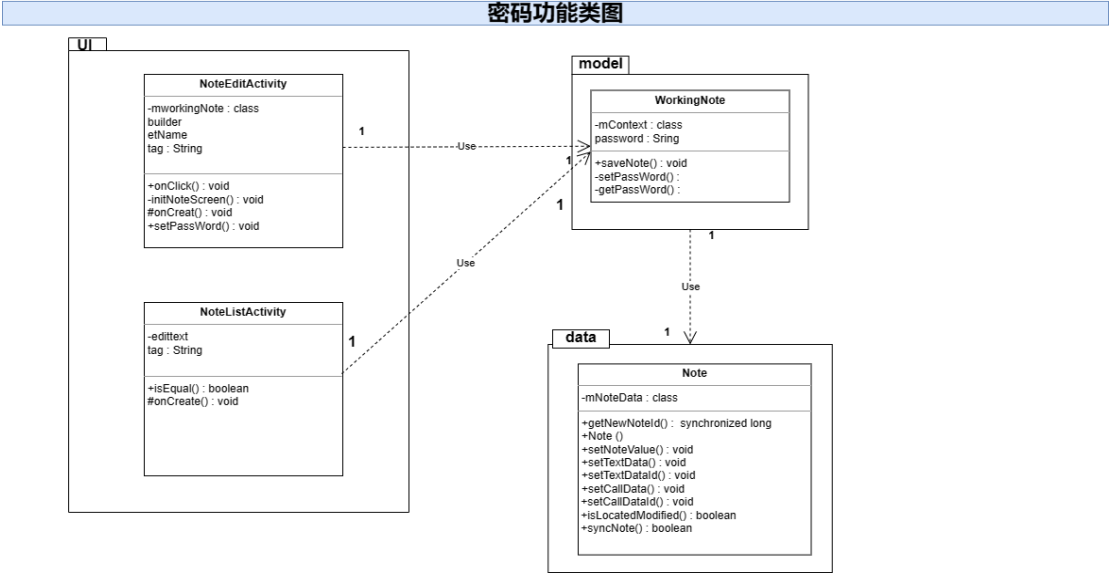 密码功能类图
UI
NoteEditActivity
-mworkingNote : class
builder
etName
tag : String
+onClick() : void
-initNoteScreen() : void
#onCreat() : void
+setPassWord() : void
1
Use
1
1
model
WorkingNote
-mContext : class
password : Sring
+saveNote() : void
-setPassWord() :
-getPassWord() :
NoteListActivity
-edittext
tag : String
+isEqual() : boolean
#onCreate() : void
1
Use
1
Use
1
data
Note
-mNoteData : class
+getNewNoteId() : synchronized long
+Note ()
+setNoteValue() : void
+setTextData() : void
+setTextDataId() : void
+setCallData() : void
+setCallDataId() : void
+isLocatedModified() : boolean
+syncNote() : boolean